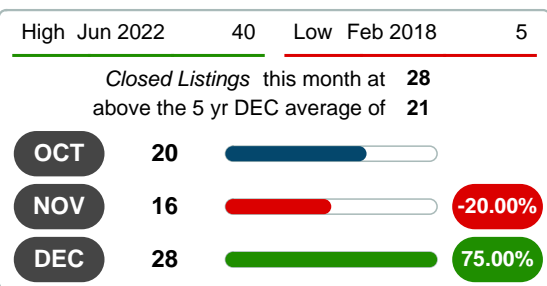 High Jun 2022 40 Low Feb 2018 5
Closed Listings this month at 28
above the 5 yr DEC average of 21
OCT 20
NOV 16 -20.00%
DEC 28 75.00%